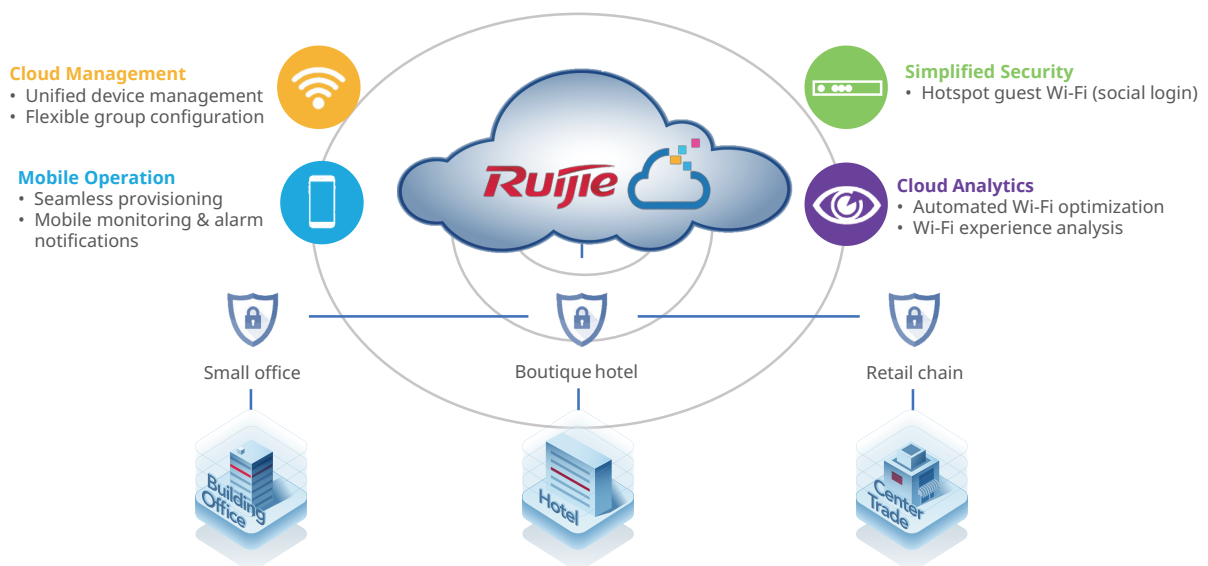 Cloud Management
• Unified device management
• Flexible group configuration
Mobile Operation
• Seamless provisioning
• Mobile monitoring & alarm
notifications
Ruijie
Simplified Security
• Hotspot guest Wi-Fi (social login)
Cloud Analytics
• Automated Wi-Fi optimization
• Wi-Fi experience analysis
Small office
Boutique hotel
Retail chain
Building
Office
Hotel
Center
Trade